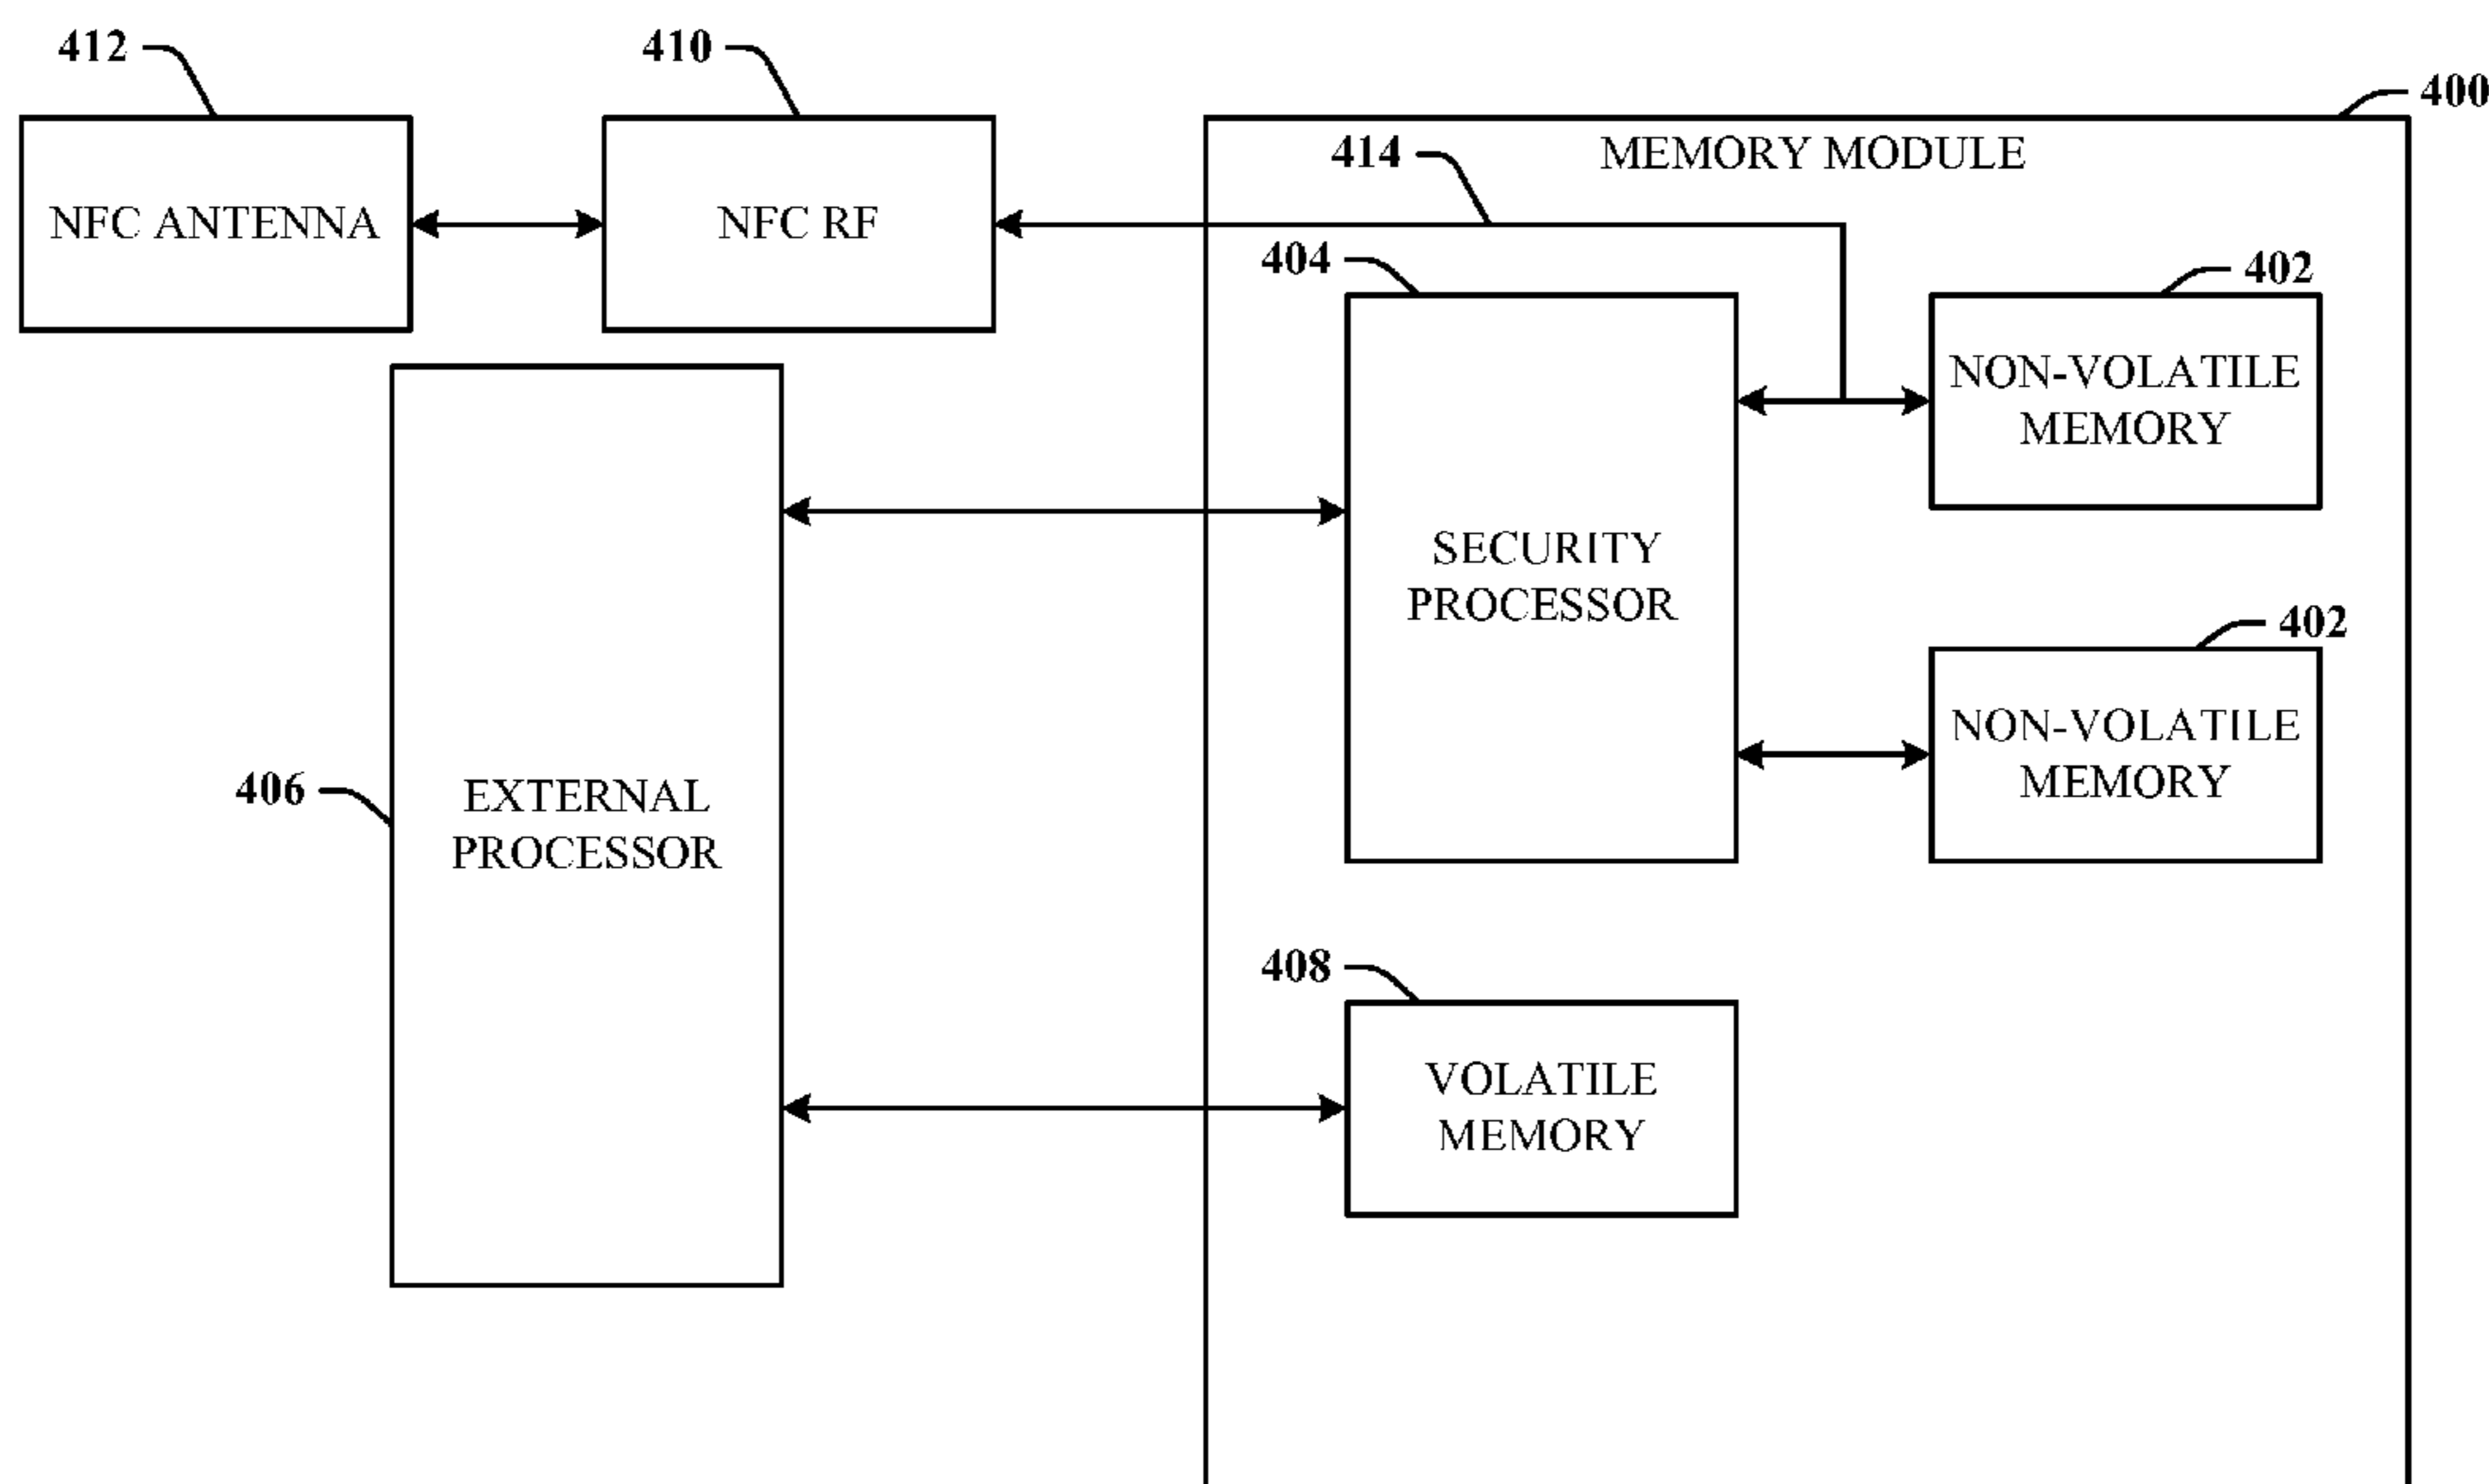 412
410
400
MEMORY MODULE
414
NFC ANTENNA
NFC RF
404
402
NON-VOLATILE
MEMORY
SECURITY
PROCESSOR
402
NON-VOLATILE
MEMORY
406
EXTERNAL
PROCESSOR
408
VOLATILE
MEMORY